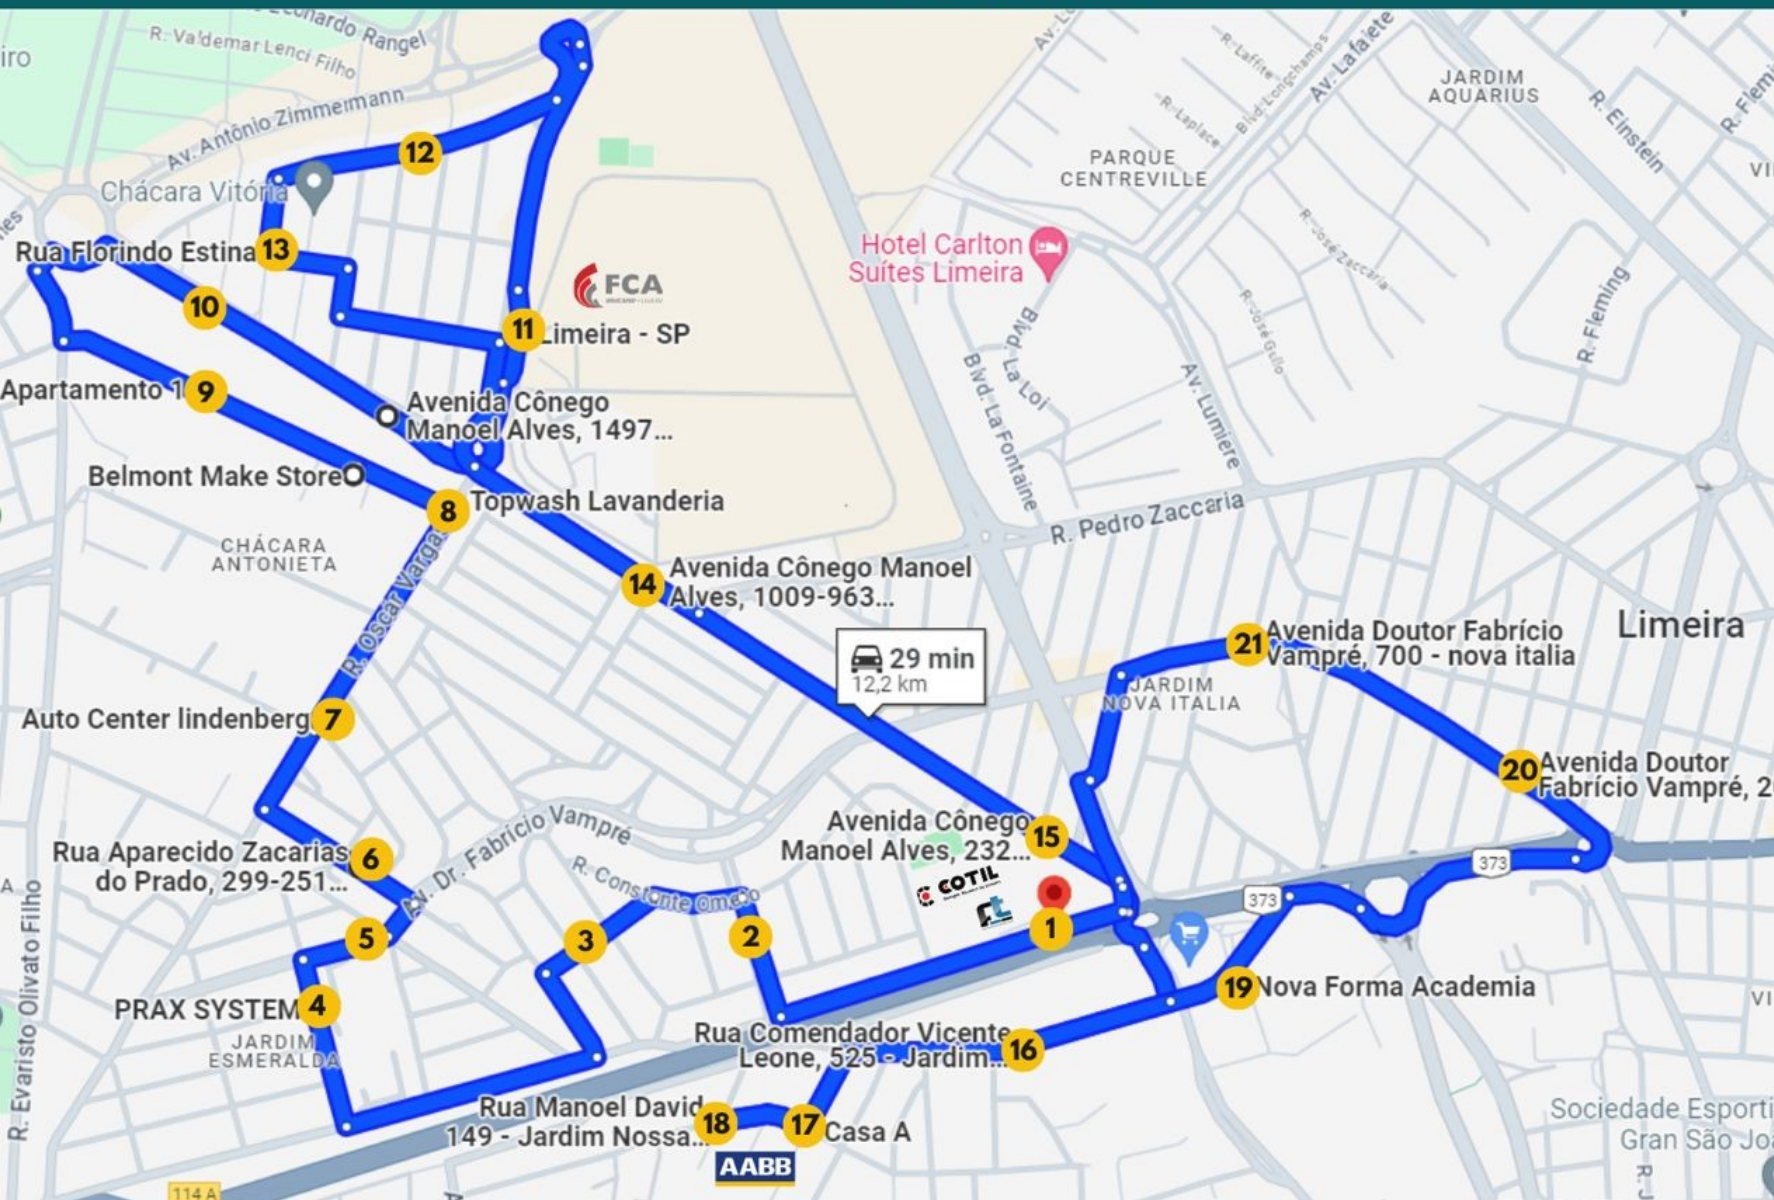 Leonardo Rangel
R. Valdemar Lenci Filho
Av. Antônio Zimmermann
12
Chácara Vitória
Rua Florindo Estina
13
10
FCA
11
Limeira - SP
Apartamento 1
9
Avenida Cônego
Manoel Alves, 1497...
Belmont Make Store
8
Topwash Lavanderia
CHÁCARA
ANTONIETA
R. Oscar Vargas
14
Avenida Cônego Manoel
Alves, 1009-963...
29 min
12,2 km
Auto Center lindenberg
7
Rua Aparecido Zacarias
do Prado, 299-251...
6
Av. Dr. Fabrício Vampré
R. Constante Ometto
5
3
2
PRAX SYSTEM
4
JARDIM
ESMERALDA
R. Evaristo Olivato Filho
Avenida Cônego
Manoel Alves, 232...
15
COTIL
1
Rua Comendador Vicente
Leone, 525 - Jardim...
16
Rua Manoel David
149 - Jardim Nossa...
18
17
Casa A
AABB
114 A
19
Nova Forma Academia
373
373
20
Avenida Doutor
Fabrício Vampré, 2
21
Avenida Doutor Fabrício
Vampré, 700 - nova italia
JARDIM
NOVA ITALIA
Limeira
R. Pedro Zaccaria
Hotel Carlton
Suítes Limeira
Blvd. La Loi
Blvd. La Fontaine
Av. Lumiere
PARQUE
CENTREVILLE
R. Laffite
R. Laplace
Blvd. Longchamps
Av. Lafaiete
JARDIM
AQUARIUS
R. Einstein
R. Flemi
R. Fleming
R. José Zaccaria
R. José Gullo
Sociedade Esporti
Gran São Joã